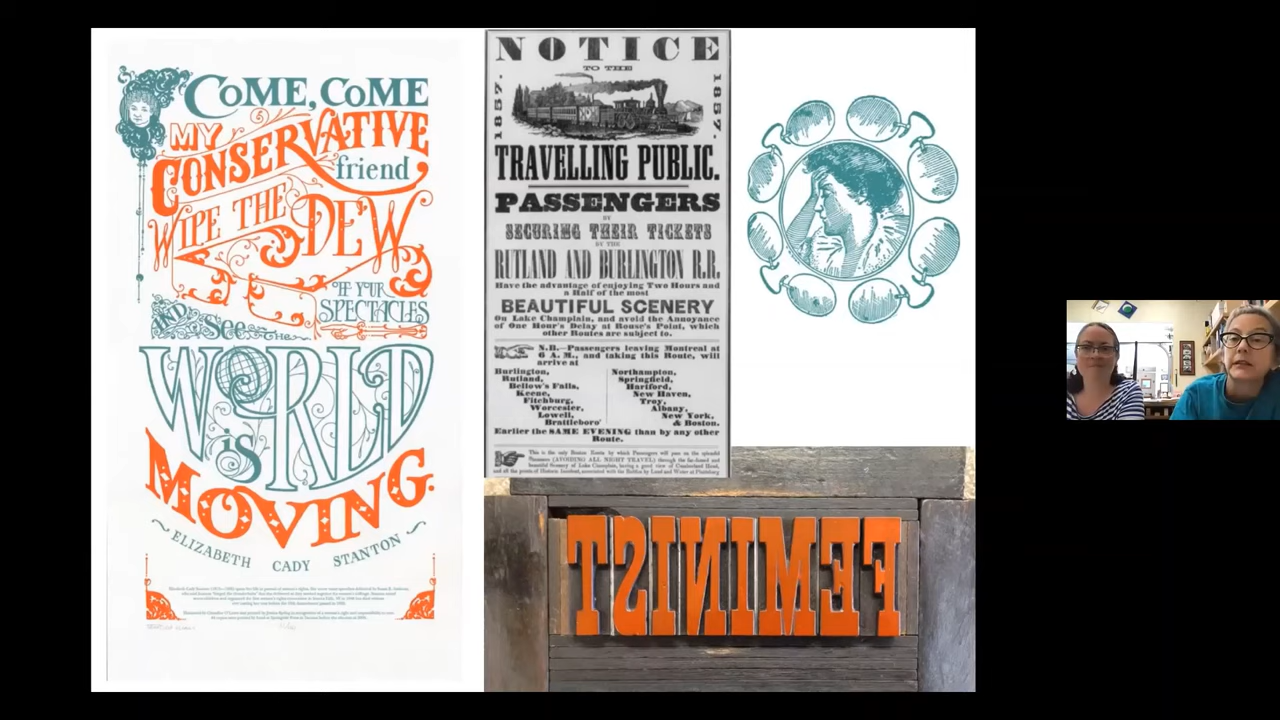 COME, COME
MY
CONSERVATIVE
friend
WIPE THE
DEW
OFF YOUR
SPECTACLES
AND See THE
WORLD
iS
MOVING.
ELIZABETH CADY STANTON
NOTICE
TO THE
1857.
1857.
TRAVELLING PUBLIC.
PASSENGERS
BY
SECURING THEIR TICKETS
BY THE
RUTLAND AND BURLINGTON R.R.
Have the advantage of enjoying Two Hours and
a Half of the most
BEAUTIFUL SCENERY
On Lake Champlain, and avoid the Annoyance
of One Hour's Delay at Rouse's Point, which
other Routes are subject to.
N.B.—Passengers leaving Montreal at
6 A.M., and taking this Route, will
arrive at
Burlington,
Rutland,
Bellow's Falls,
Keene,
Fitchburg,
Worcester,
Lowell,
Brattleboro'
Northampton,
Springfield,
Hartford,
New Haven,
Troy,
Albany,
New York,
& Boston.
Earlier the SAME EVENING than by any other
Route.
FEMINIST